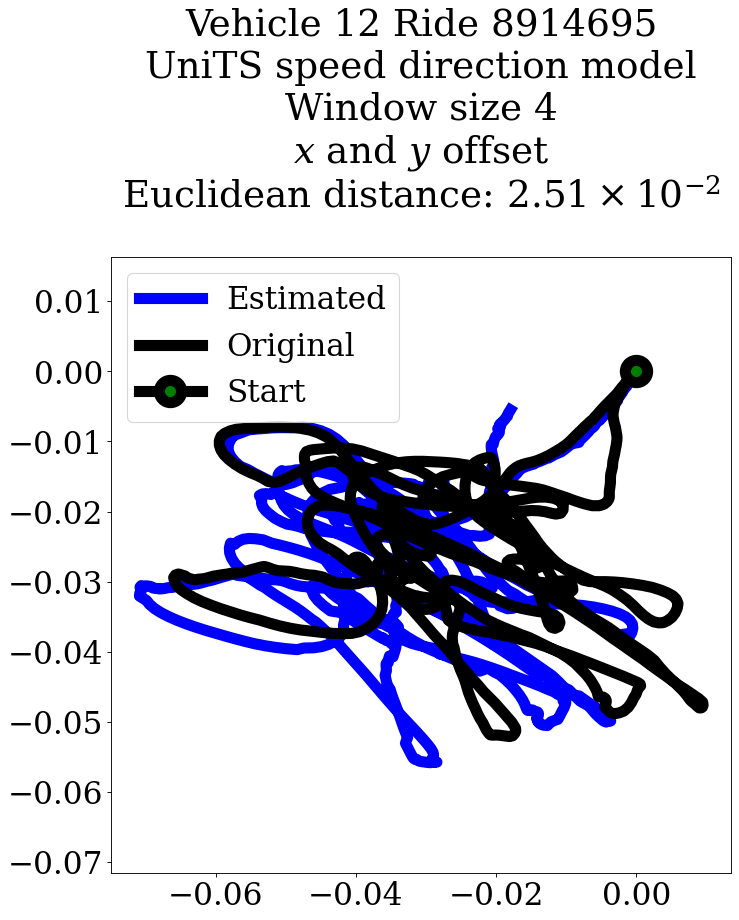 Vehicle 12 Ride 8914695
UniTS speed direction model
Window size 4
x and y offset
Euclidean distance: 2.51 × 10⁻²
Estimated
Original
Start
0.01
0.00
−0.01
−0.02
−0.03
−0.04
−0.05
−0.06
−0.07
−0.06 −0.04 −0.02 0.00